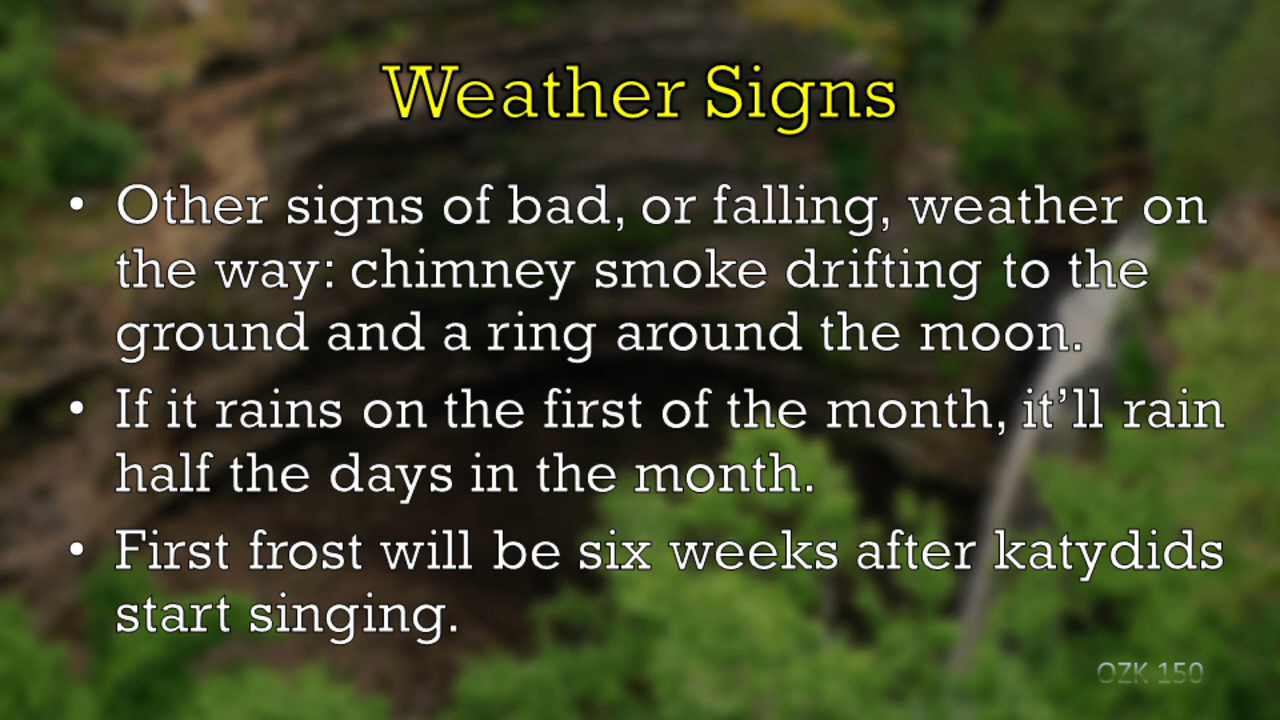 Weather Signs
• Other signs of bad, or falling, weather on
the way: chimney smoke drifting to the
ground and a ring around the moon.
• If it rains on the first of the month, it’ll rain
half the days in the month.
• First frost will be six weeks after katydids
start singing.
OZK 150